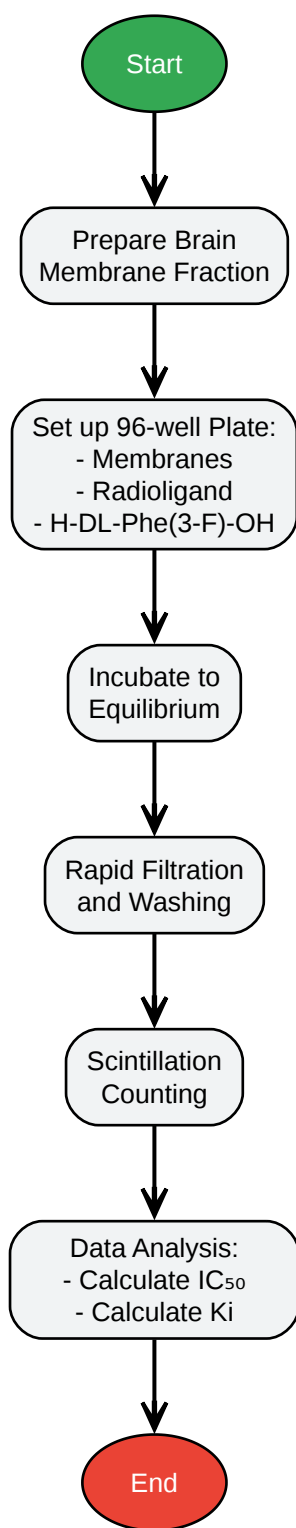 Start
Prepare Brain
Membrane Fraction
Set up 96-well Plate:
- Membranes
- Radioligand
- H-DL-Phe(3-F)-OH
Incubate to
Equilibrium
Rapid Filtration
and Washing
Scintillation
Counting
Data Analysis:
- Calculate IC₅₀
- Calculate Ki
End